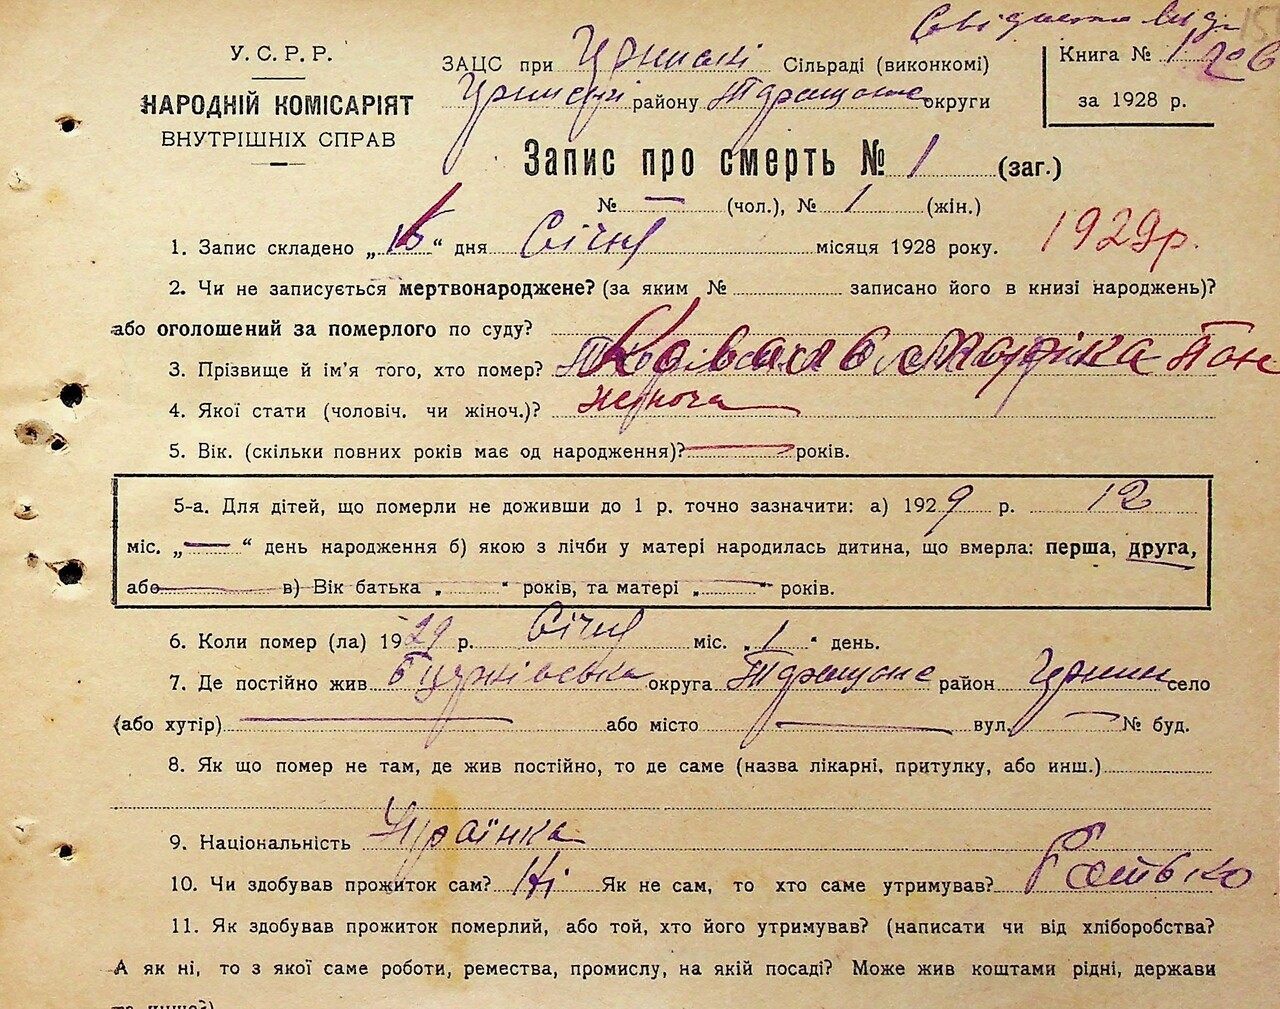 У.С.Р.Р.
НАРОДНІЙ КОМІСАРІЯТ
ВНУТРІШНІХ СПРАВ
ЗАЦС при Сільраді (виконкомі)
району округи
Книга № 1
за 1928 р.
Запис про смерть № 1 (заг.)
№ — (чол.), № 1 (жін.)
1. Запис складено „ “ дня Січня місяця 1928 року. 1929 р.
2. Чи не записується мертвонароджене? (за яким № записано його в книзі народжень)?
або оголошений за померлого по суду?
3. Прізвище й ім'я того, хто помер? Коваль
4. Якої стати (чоловіч. чи жіноч.)? жіноча
5. Вік. (скільки повних років має од народження)? — років.
5-а. Для дітей, що померли не доживши до 1 р. точно зазначити: а) 1929 р. 12
міс. „—“ день народження б) якою з лічби у матері народилась дитина, що вмерла: перша, друга,
або в) Вік батька „ “ років, та матері „ “ років.
6. Коли помер (ла) 1929 р. Січня міс. „1“ день.
7. Де постійно жив округа район село
(або хутір) — або місто — вул. — № буд.
8. Як що помер не там, де жив постійно, то де саме (назва лікарні, притулку, або инш.)
9. Національність Українка
10. Чи здобував прожиток сам? Ні Як не сам, то хто саме утримував? Батько
11. Як здобував прожиток померлий, або той, хто його утримував? (написати чи від хліборобства?
А як ні, то з якої саме роботи, ремества, промислу, на якій посаді? Може жив коштами рідні, держави
та инше?)